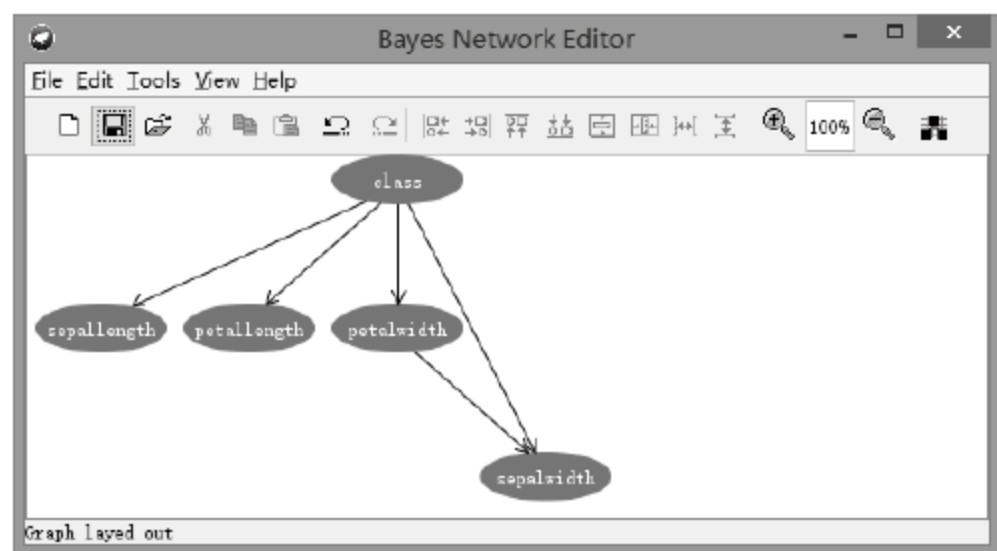 Bayes Network Editor
File Edit Tools View Help
100%
class
sepallength petallength petalwidth
sepalwidth
Graph layed out